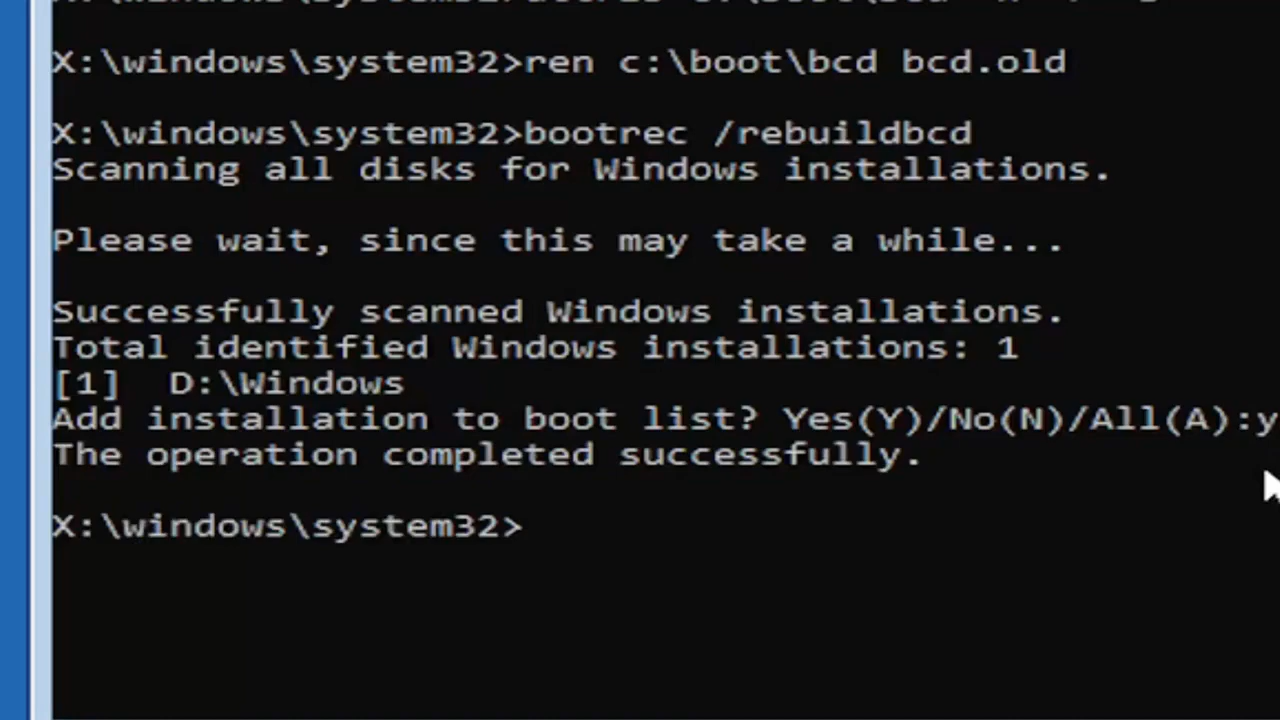 X:\windows\system32>ren c:\boot\bcd bcd.old
X:\windows\system32>bootrec /rebuildbcd
Scanning all disks for Windows installations.
Please wait, since this may take a while...
Successfully scanned Windows installations.
Total identified Windows installations: 1
[1]  D:\Windows
Add installation to boot list? Yes(Y)/No(N)/All(A):y
The operation completed successfully.
X:\windows\system32>